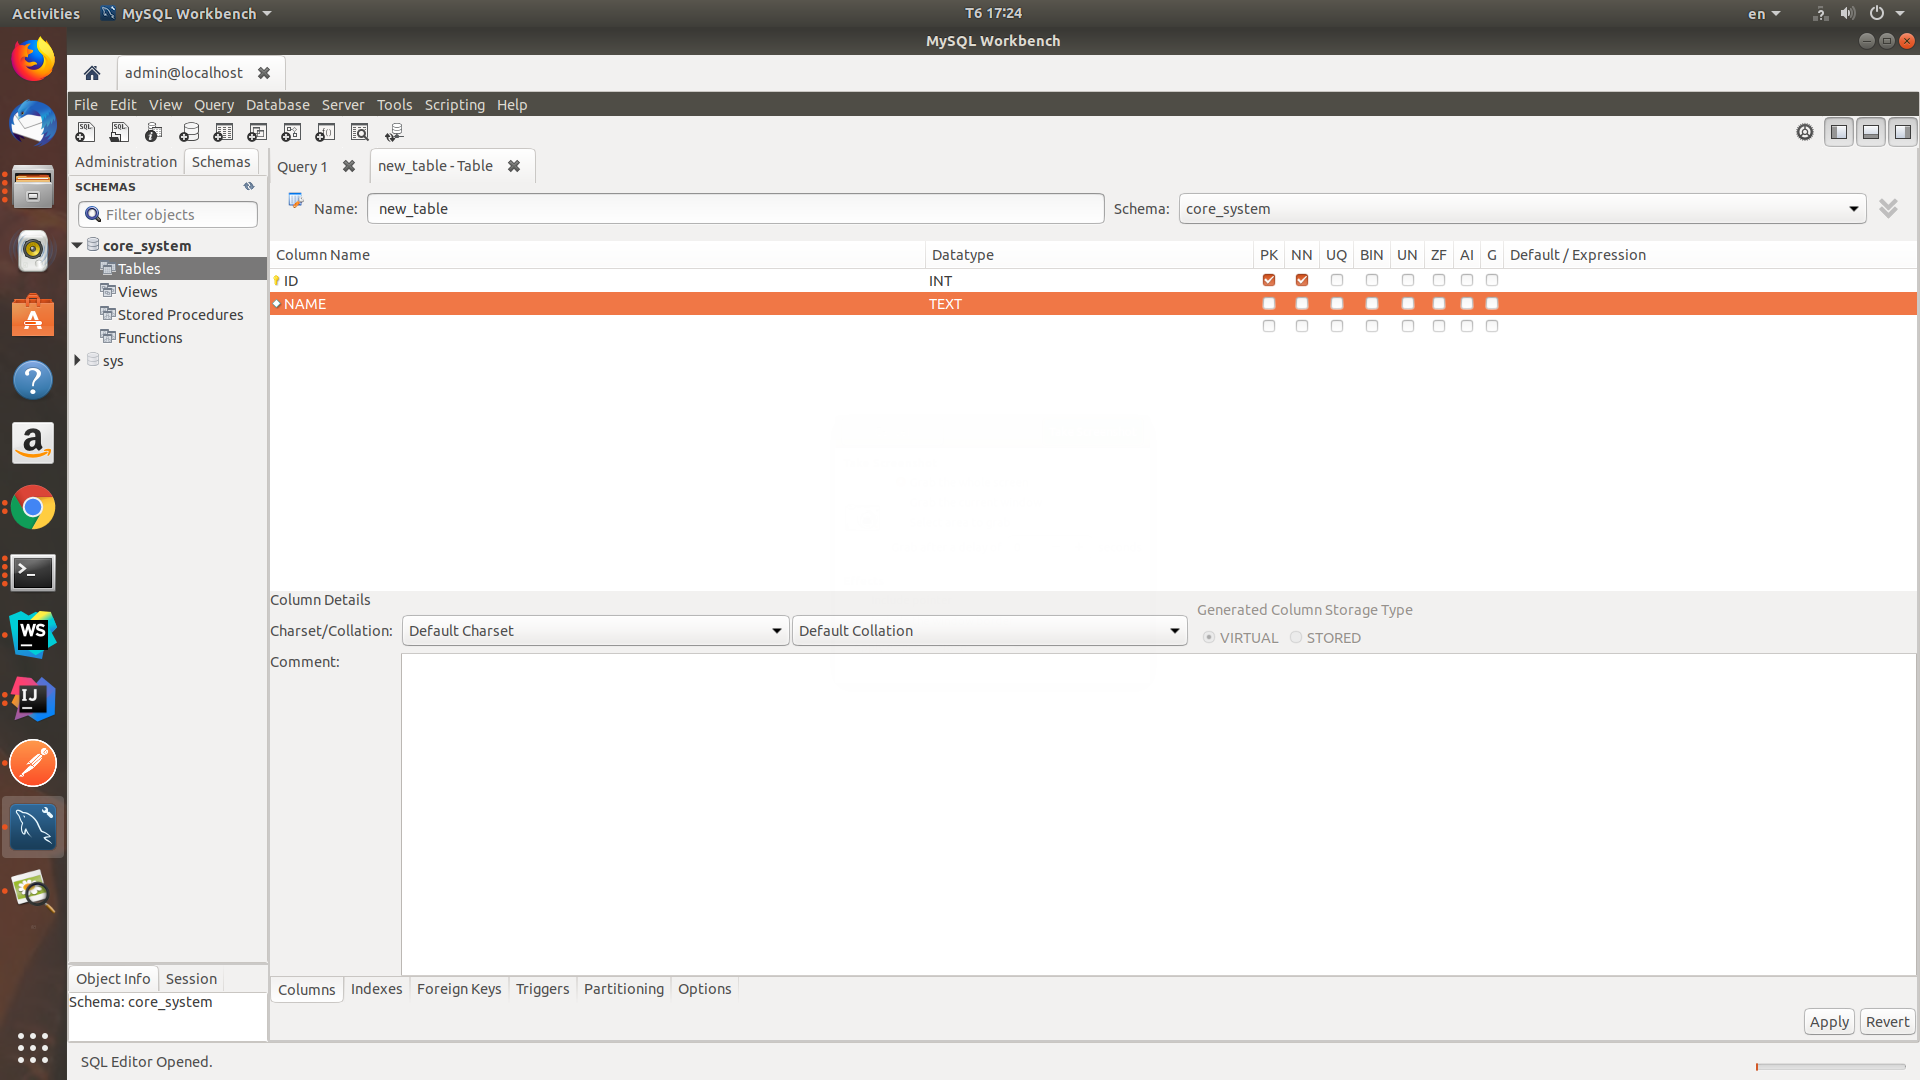 Activities MySQL Workbench T6 17:24 en
MySQL Workbench
admin@localhost
File Edit View Query Database Server Tools Scripting Help
Administration Schemas
SCHEMAS
Filter objects
core_system
Tables
Views
Stored Procedures
Functions
sys
Query 1 new_table - Table
Name: new_table Schema: core_system
Column Name Datatype PK NN UQ BIN UN ZF AI G Default / Expression
ID INT
NAME TEXT
Column Details
Charset/Collation: Default Charset Default Collation
Generated Column Storage Type
VIRTUAL STORED
Comment:
Columns Indexes Foreign Keys Triggers Partitioning Options
Apply Revert
Object Info Session
Schema: core_system
SQL Editor Opened.